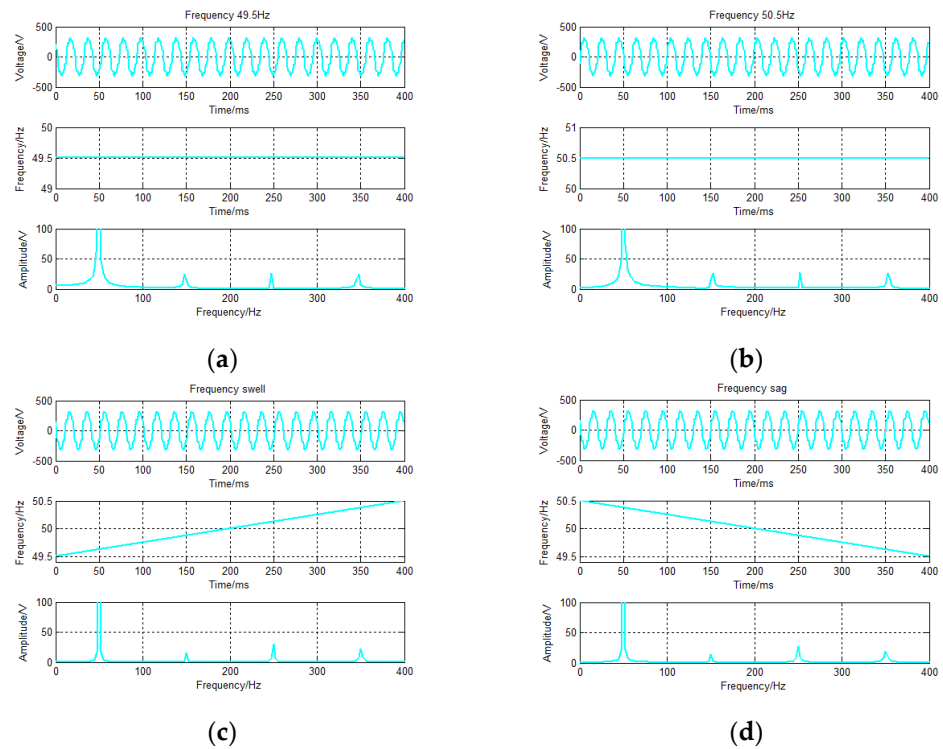 Frequency 49.5Hz
Voltage/V
500
0
-500
0 50 100 150 200 250 300 350 400
Time/ms
Frequency/Hz
50
49.5
49
0 50 100 150 200 250 300 350 400
Time/ms
Amplitude/V
100
50
0
0 100 200 300 400
Frequency/Hz
(a)
Frequency 50.5Hz
Voltage/V
500
0
-500
0 50 100 150 200 250 300 350 400
Time/ms
Frequency/Hz
51
50.5
50
0 50 100 150 200 250 300 350 400
Time/ms
Amplitude/V
100
50
0
0 100 200 300 400
Frequency/Hz
(b)
Frequency swell
Voltage/V
500
0
-500
0 50 100 150 200 250 300 350 400
Time/ms
Frequency/Hz
50.5
50
49.5
0 50 100 150 200 250 300 350 400
Time/ms
Amplitude/V
100
50
0
0 100 200 300 400
Frequency/Hz
(c)
Frequency sag
Voltage/V
500
0
-500
0 50 100 150 200 250 300 350 400
Time/ms
Frequency/Hz
50.5
50
49.5
0 50 100 150 200 250 300 350 400
Time/ms
Amplitude/V
100
50
0
0 100 200 300 400
Frequency/Hz
(d)